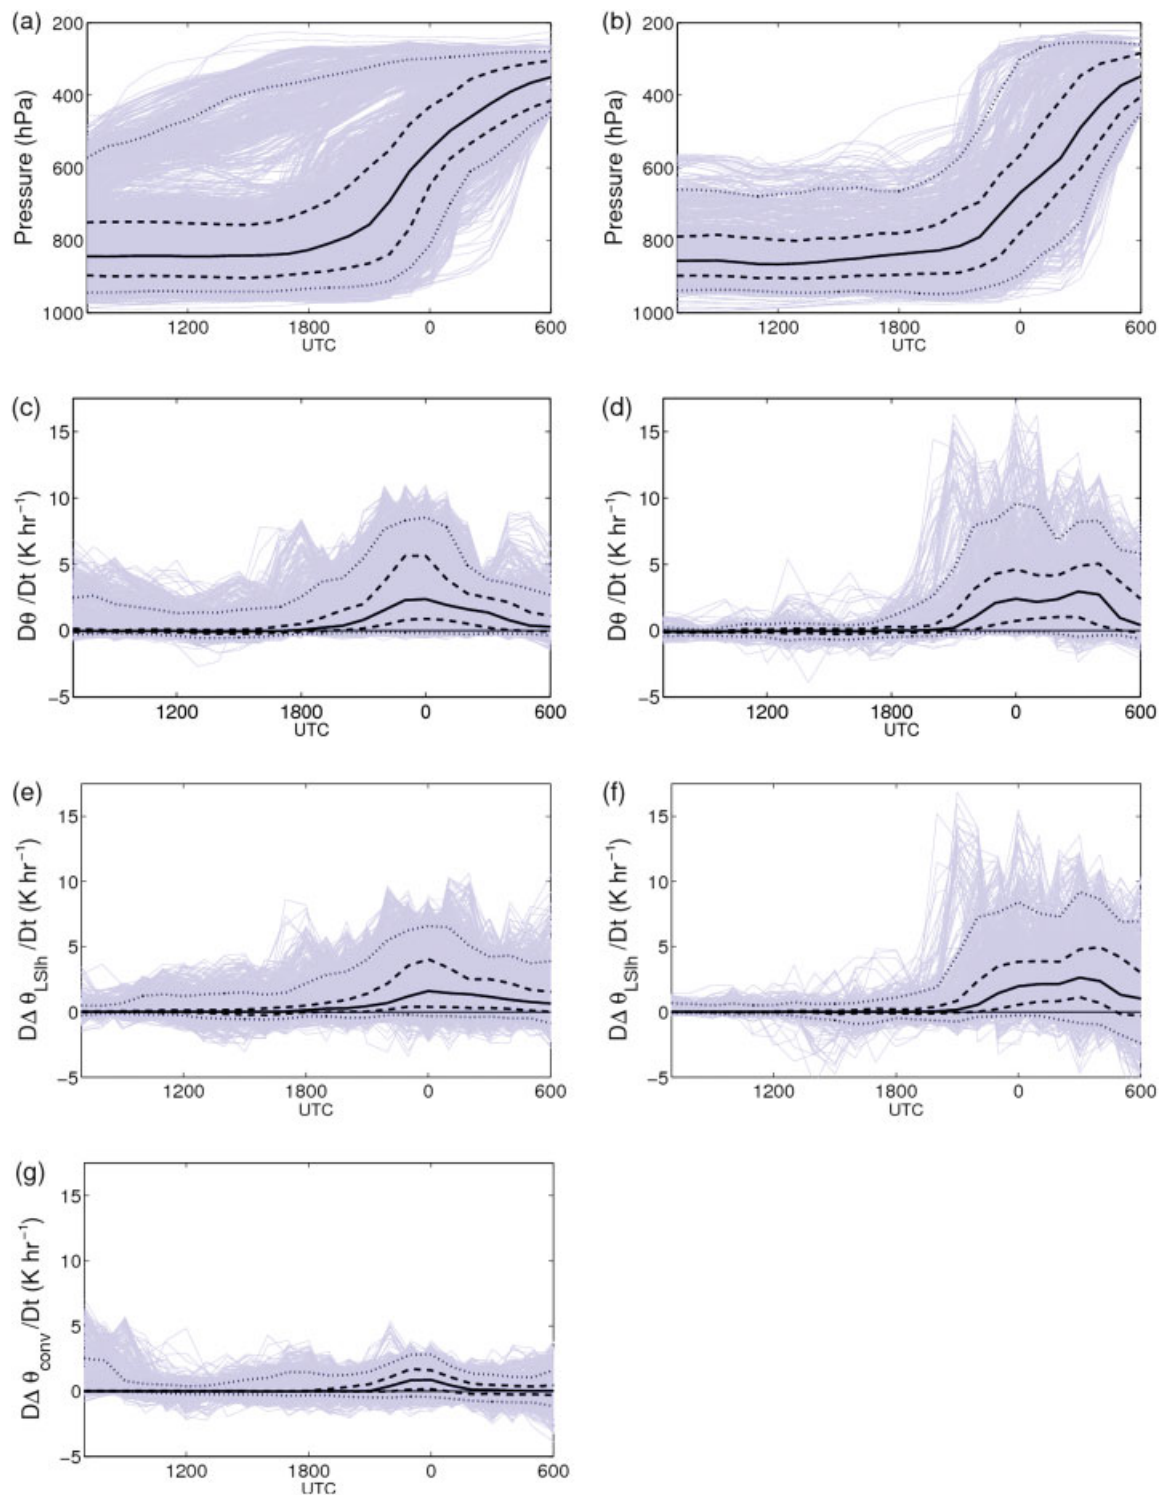 (a)
200
400
600
800
1000
Pressure (hPa)
1200 1800 0 600
UTC
(b)
200
400
600
800
1000
Pressure (hPa)
1200 1800 0 600
UTC
(c)
15
10
5
0
−5
Dθ /Dt (K hr⁻¹)
1200 1800 0 600
UTC
(d)
15
10
5
0
−5
Dθ /Dt (K hr⁻¹)
1200 1800 0 600
UTC
(e)
15
10
5
0
−5
DΔ θ_LSlh /Dt (K hr⁻¹)
1200 1800 0 600
UTC
(f)
15
10
5
0
−5
DΔ θ_LSlh /Dt (K hr⁻¹)
1200 1800 0 600
UTC
(g)
15
10
5
0
−5
DΔ θ_conv/Dt (K hr⁻¹)
1200 1800 0 600
UTC